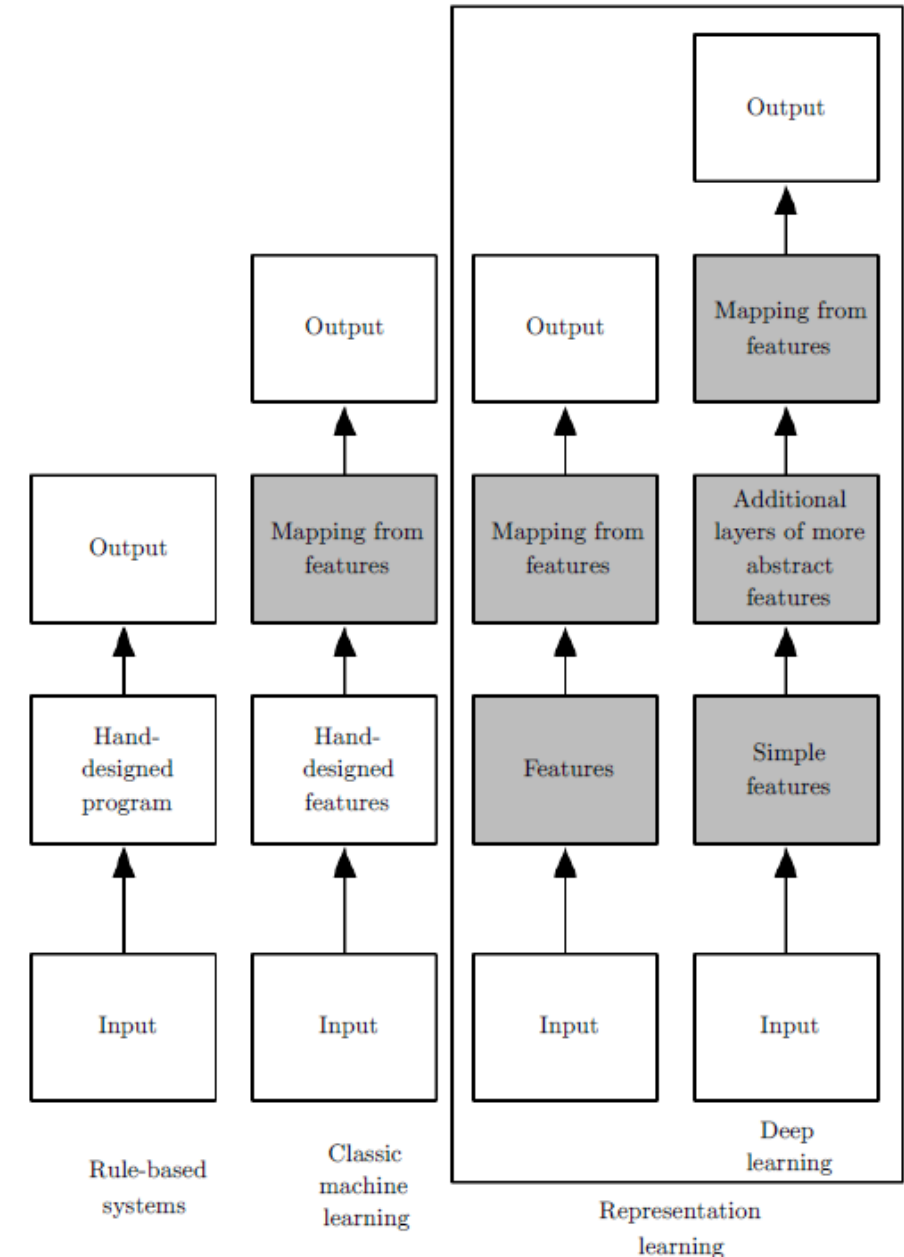 Output
Output
Output
Mapping from
features
Output
Mapping from
features
Mapping from
features
Additional
layers of more
abstract
features
Hand-
designed
program
Hand-
designed
features
Features
Simple
features
Input
Input
Input
Input
Rule-based
systems
Classic
machine
learning
Deep
learning
Representation
learning